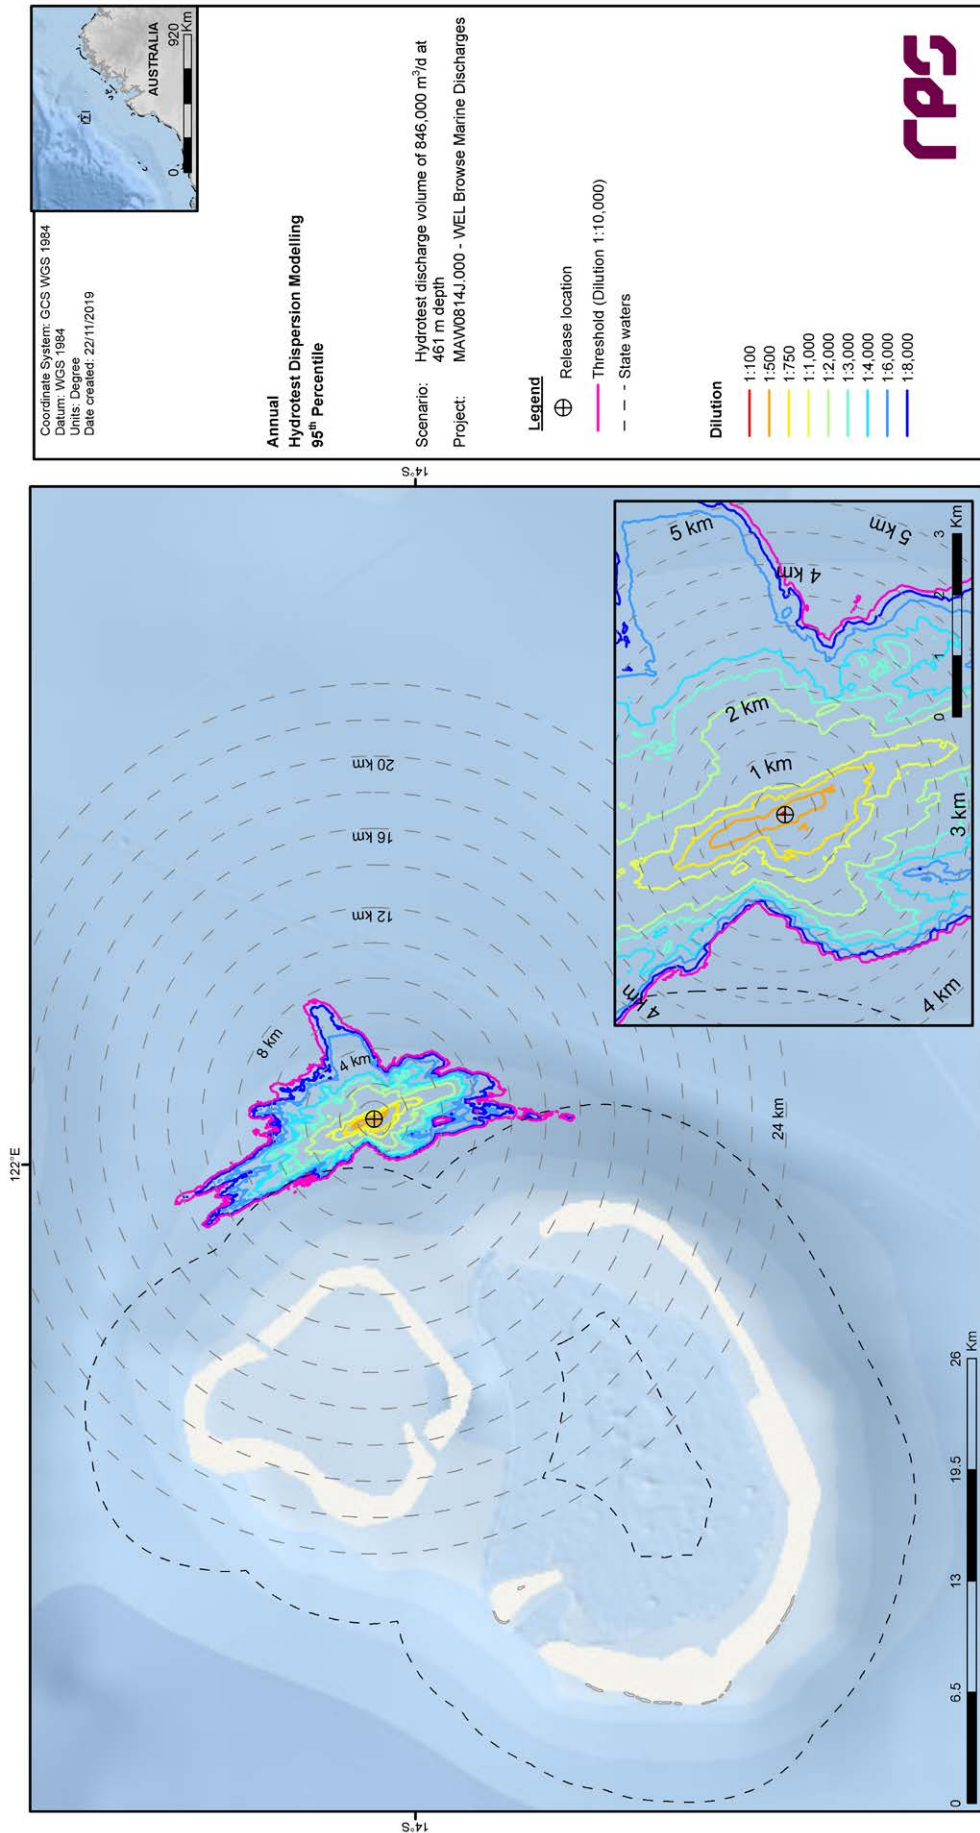 Coordinate System: GCS WGS 1984
Datum: WGS 1984
Units: Degree
Date created: 22/11/2019
AUSTRALIA
0
920
Km
Annual
Hydrotest Dispersion Modelling
95th Percentile
Scenario: Hydrotest discharge volume of 846,000 m³/d at
461 m depth
Project: MAW0814J.000 - WEL Browse Marine Discharges
Legend
Release location
Threshold (Dilution 1:10,000)
State waters
Dilution
1:100
1:500
1:750
1:1,000
1:2,000
1:3,000
1:4,000
1:6,000
1:8,000
rps
122°E
14°S
14°S
4 km
8 km
12 km
16 km
20 km
24 km
0 6.5 13 19.5 26
Km
1 km
2 km
3 km
4 km
4 km
4 km
5 km
5 km
0 1 2 3
Km